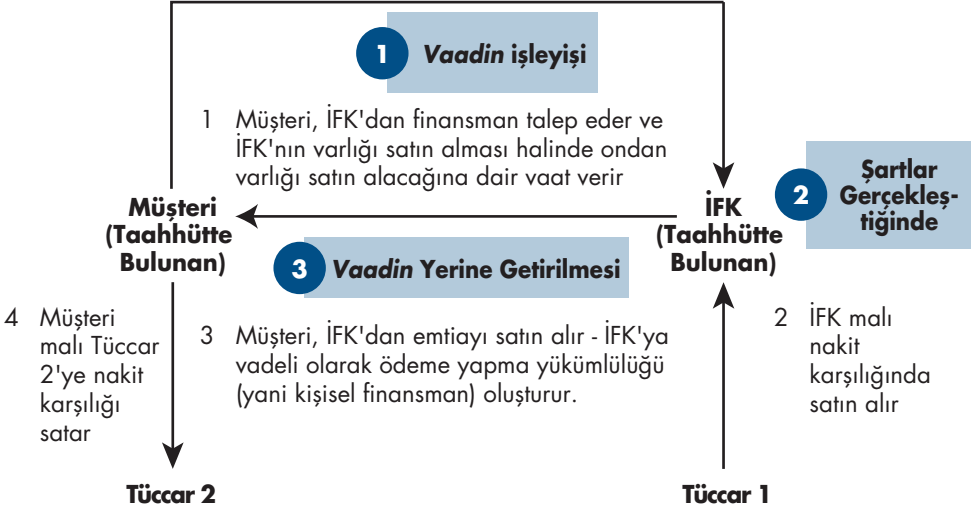 1
Vaadin işleyişi
1 Müşteri, İFK'dan finansman talep eder ve
İFK'nın varlığı satın alması halinde ondan
varlığı satın alacağına dair vaat verir
Müşteri
(Taahhütte
Bulunan)
İFK
(Taahhütte
Bulunan)
2
Şartlar
Gerçekleş-
tiğinde
3
Vaadin Yerine Getirilmesi
4 Müşteri
malı Tüccar
2'ye nakit
karşılığı
satar
3 Müşteri, İFK'dan emtiayı satın alır - İFK'ya
vadeli olarak ödeme yapma yükümlülüğü
(yani kişisel finansman) oluşturur.
2 İFK malı
nakit
karşılığında
satın alır
Tüccar 2
Tüccar 1